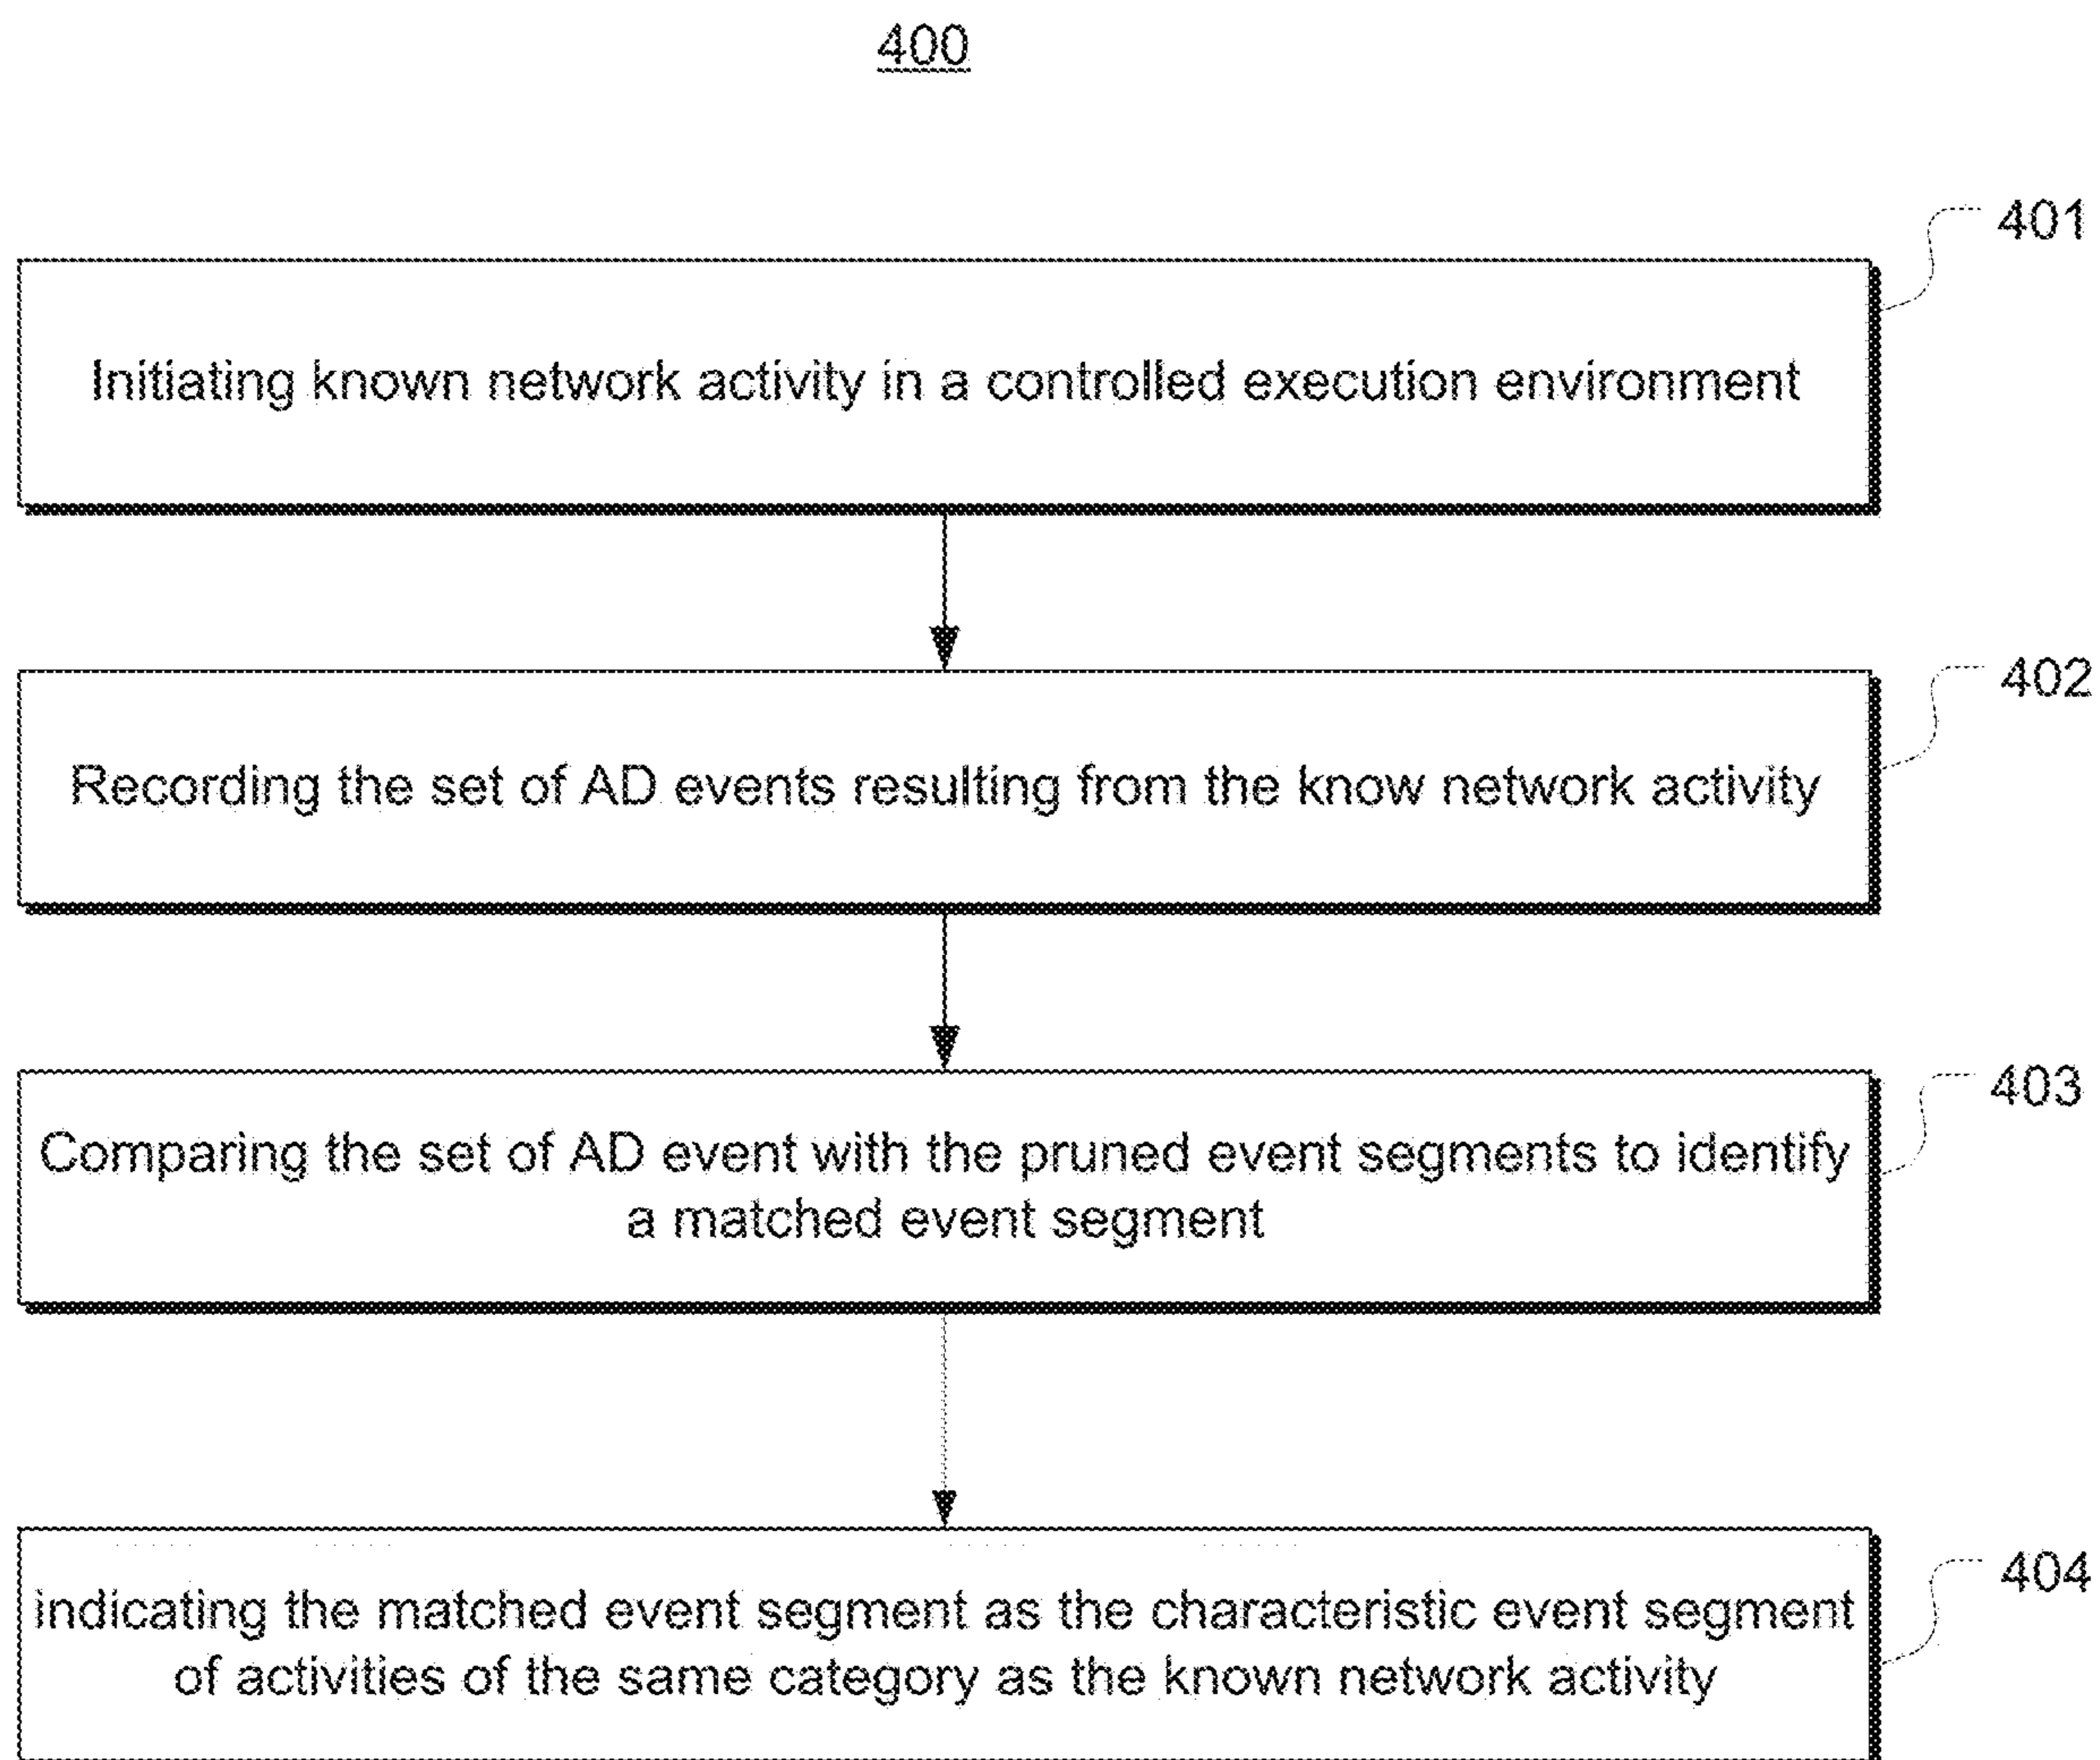 400
401
Initiating known network activity in a controlled execution environment
402
Recording the set of AD events resulting from the know network activity
403
Comparing the set of AD event with the pruned event segments to identify
a matched event segment
404
indicating the matched event segment as the characteristic event segment
of activities of the same category as the known network activity